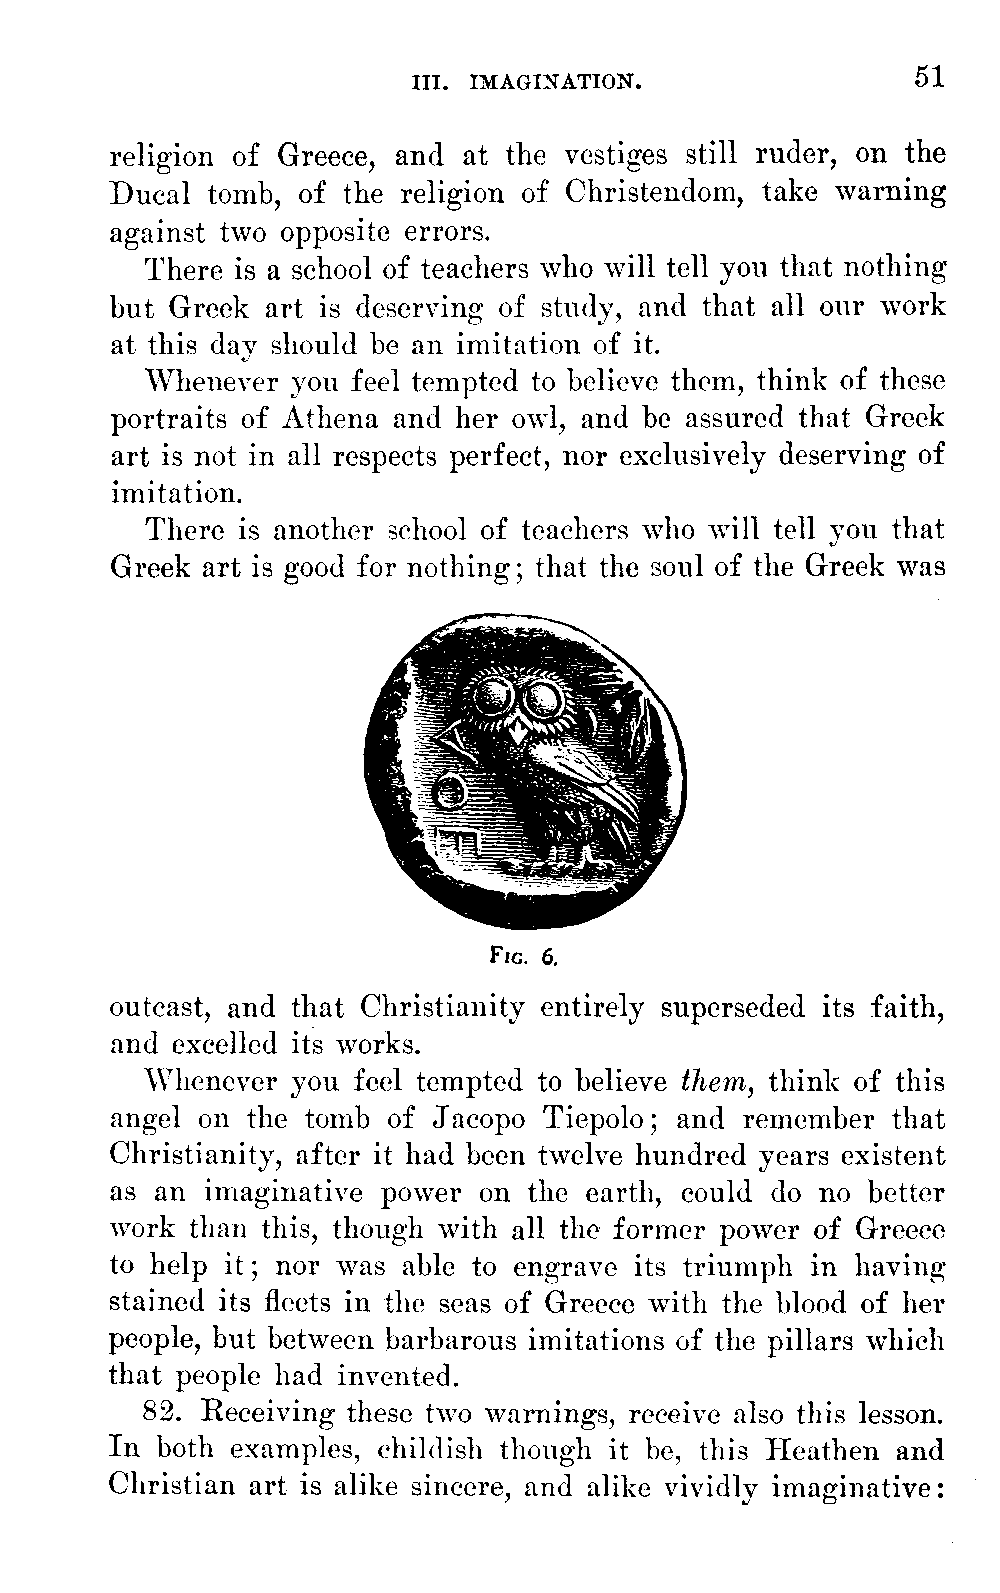 III. IMAGINATION. 51
religion of Greece, and at the vestiges still ruder, on the
Ducal tomb, of the religion of Christendom, take warning
against two opposite errors.
There is a school of teachers who will tell you that nothing
but Greek art is deserving of study, and that all our work
at this day should be an imitation of it.
Whenever you feel tempted to believe them, think of these
portraits of Athena and her owl, and be assured that Greek
art is not in all respects perfect, nor exclusively deserving of
imitation.
There is another school of teachers who will tell you that
Greek art is good for nothing; that the soul of the Greek was
Α
Θ
Ε
FIG. 6.
outcast, and that Christianity entirely superseded its faith,
and excelled its works.
Whenever you feel tempted to believe them, think of this
angel on the tomb of Jacopo Tiepolo; and remember that
Christianity, after it had been twelve hundred years existent
as an imaginative power on the earth, could do no better
work than this, though with all the former power of Greece
to help it; nor was able to engrave its triumph in having
stained its fleets in the seas of Greece with the blood of her
people, but between barbarous imitations of the pillars which
that people had invented.
82. Receiving these two warnings, receive also this lesson.
In both examples, childish though it be, this Heathen and
Christian art is alike sincere, and alike vividly imaginative: